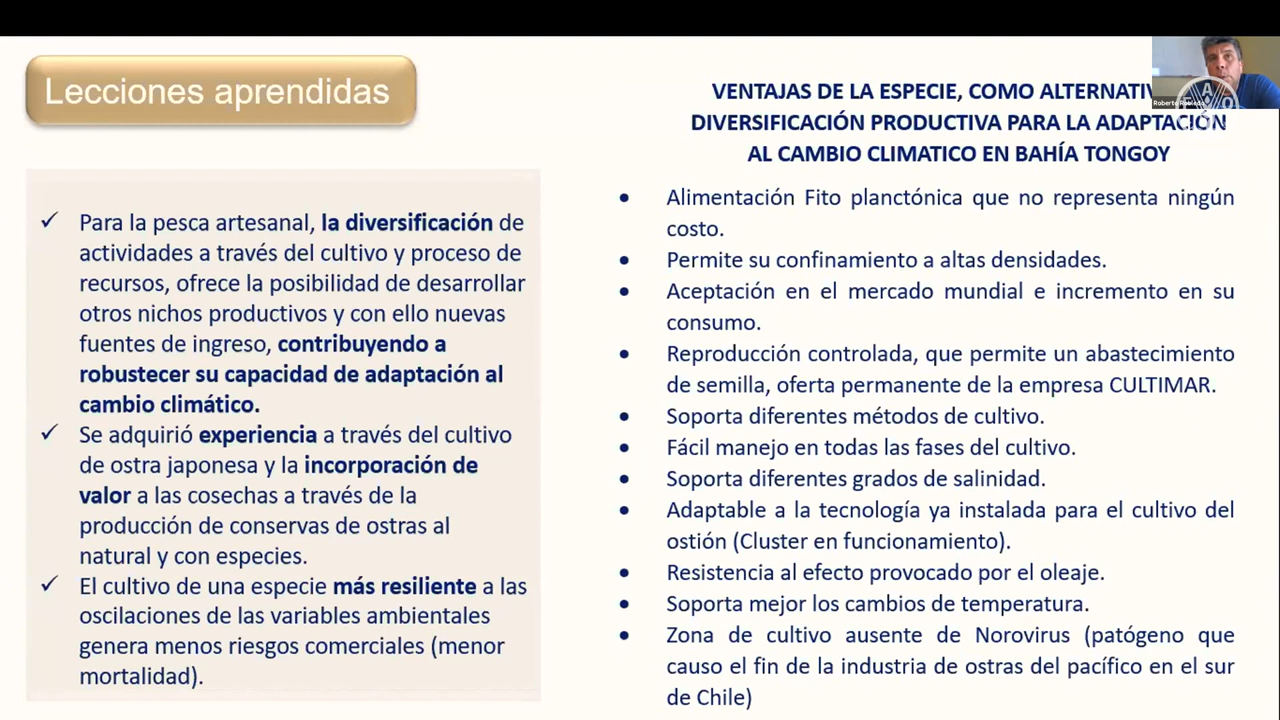 Lecciones aprendidas
✓ Para la pesca artesanal, la diversificación de
actividades a través del cultivo y proceso de
recursos, ofrece la posibilidad de desarrollar
otros nichos productivos y con ello nuevas
fuentes de ingreso, contribuyendo a
robustecer su capacidad de adaptación al
cambio climático.
✓ Se adquirió experiencia a través del cultivo
de ostra japonesa y la incorporación de
valor a las cosechas a través de la
producción de conservas de ostras al
natural y con especies.
✓ El cultivo de una especie más resiliente a las
oscilaciones de las variables ambientales
genera menos riesgos comerciales (menor
mortalidad).
VENTAJAS DE LA ESPECIE, COMO
DIVERSIFICACIÓN PRODUCTIVA PARA LA ADAPTACIÓN
AL CAMBIO CLIMATICO EN BAHÍA TONGOY
• Alimentación Fito planctónica que no representa ningún
costo.
• Permite su confinamiento a altas densidades.
• Aceptación en el mercado mundial e incremento en su
consumo.
• Reproducción controlada, que permite un abastecimiento
de semilla, oferta permanente de la empresa CULTIMAR.
• Soporta diferentes métodos de cultivo.
• Fácil manejo en todas las fases del cultivo.
• Soporta diferentes grados de salinidad.
• Adaptable a la tecnología ya instalada para el cultivo del
ostión (Cluster en funcionamiento).
• Resistencia al efecto provocado por el oleaje.
• Soporta mejor los cambios de temperatura.
• Zona de cultivo ausente de Norovirus (patógeno que
causo el fin de la industria de ostras del pacífico en el sur
de Chile)
Roberto